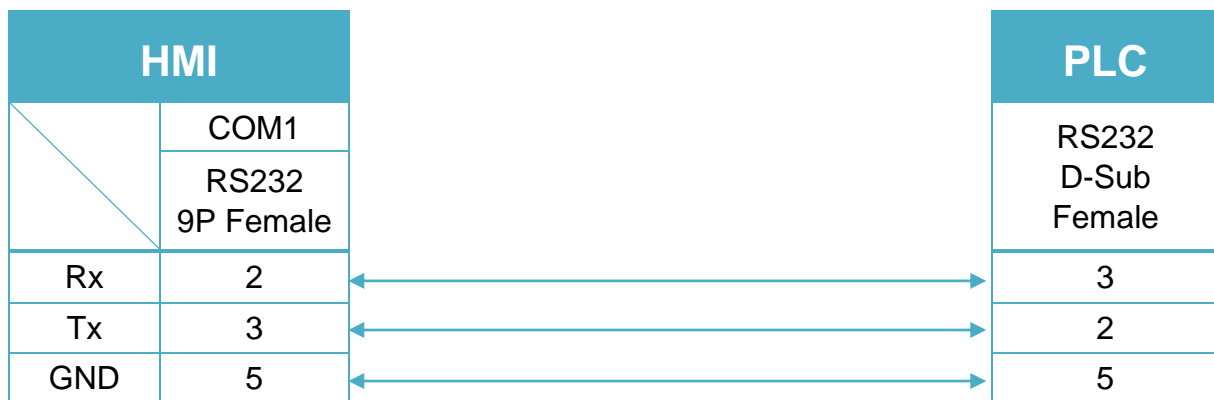 HMI
PLC
COM1
RS232
9P Female
RS232
D-Sub
Female
Rx 2 3
Tx 3 2
GND 5 5